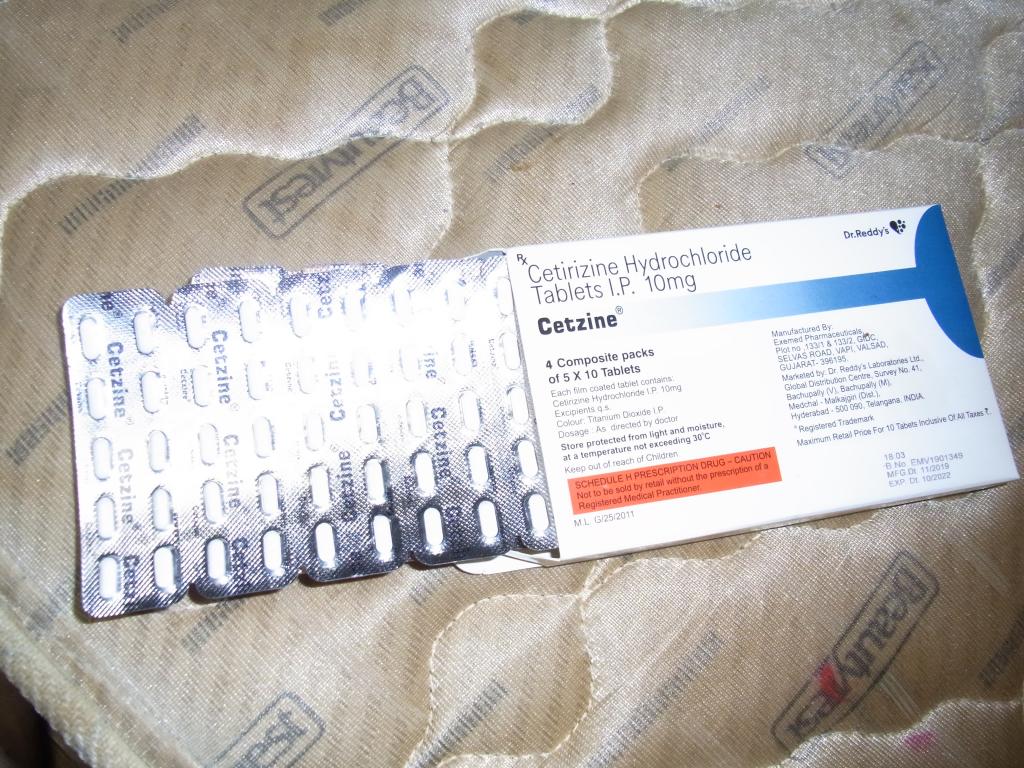 Beautyrest
Beautyrest
Dr.Reddy's
Rx
Cetirizine Hydrochloride
Tablets I.P. 10mg
Cetzine®
4 Composite packs
of 5 X 10 Tablets
Each film coated tablet contains:
Cetirizine Hydrochloride I.P. 10mg
Excipients q.s.
Colour: Titanium Dioxide I.P.
Dosage : As directed by doctor
Store protected from light and moisture,
at a temperature not exceeding 30°C
Keep out of reach of Children.
SCHEDULE H PRESCRIPTION DRUG – CAUTION
Not to be sold by retail without the prescription of a
Registered Medical Practitioner.
M.L. G/25/2011
Manufactured By:
Exemed Pharmaceuticals,
Plot no. 133/1 & 133/2, GIDC,
SELVAS ROAD, VAPI, VALSAD,
GUJARAT- 396195.
Marketed by: Dr. Reddy's Laboratories Ltd.,
Global Distribution Centre, Survey No. 41,
Bachupally (V), Bachupally (M),
Medchal - Malkajgiri (Dist.),
Hyderabad - 500 090, Telangana, INDIA.
® Registered Trademark
Maximum Retail Price For 10 Tablets Inclusive Of All Taxes ₹.
18.03
B.No. EMV1901349
MFG.Dt. 11/2019
EXP. Dt. 10/2022
Cetzine®
Cetzine®
Cetzine
Cetzine
Cetzine
Cetzine
Cetzine
Beautyrest
Beautyrest